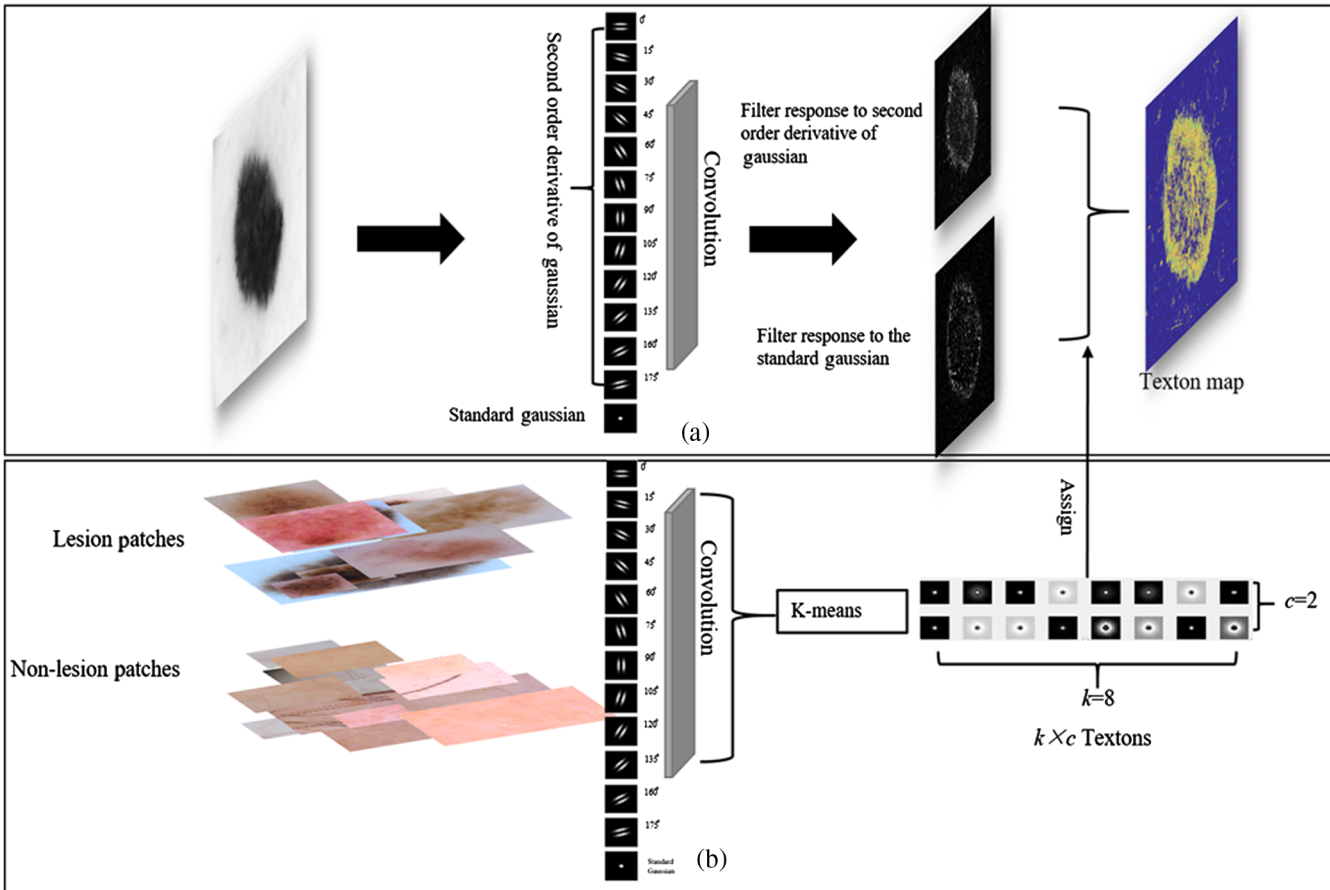 Second order derivative of gaussian
0°
15°
30°
45°
60°
75°
90°
105°
120°
135°
160°
175°
Standard gaussian
Convolution
Filter response to second
order derivative of
gaussian
Filter response to the
standard gaussian
Texton map
(a)
Lesion patches
Non-lesion patches
0°
15°
30°
45°
60°
75°
90°
105°
120°
135°
160°
175°
Standard
Gaussian
Convolution
K-means
Assign
c=2
k=8
k×c Textons
(b)